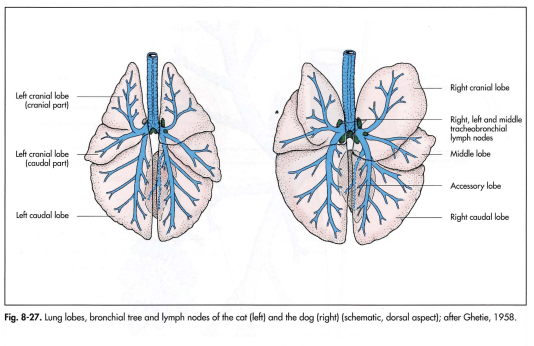 Left cranial lobe
(cranial part)
Left cranial lobe
(caudal part)
Left caudal lobe
Right cranial lobe
Right, left and middle
tracheobronchial
lymph nodes
Middle lobe
Accessory lobe
Right caudal lobe
Fig. 8-27. Lung lobes, bronchial tree and lymph nodes of the cat (left) and the dog (right) (schematic, dorsal aspect); after Ghetie, 1958.